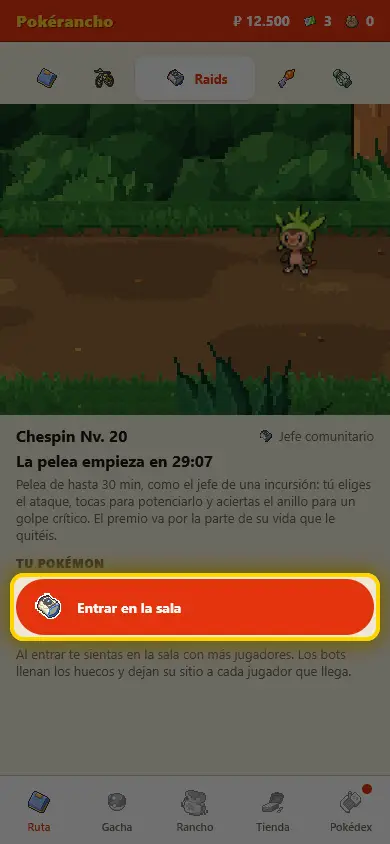 Pokérancho
₽ 12.500 3 0
Raids
Chespin Nv. 20
Jefe comunitario
La pelea empieza en 29:07
Pelea de hasta 30 min, como el jefe de una incursión: tú eliges
el ataque, tocas para potenciarlo y aciertas el anillo para un
golpe crítico. El premio va por la parte de su vida que le
quitéis.
TU POKÉMON
Entrar en la sala
Al entrar te sientas en la sala con más jugadores. Los bots
llenan los huecos y dejan su sitio a cada jugador que llega.
Ruta
Gacha
Rancho
Tienda
Pokédex